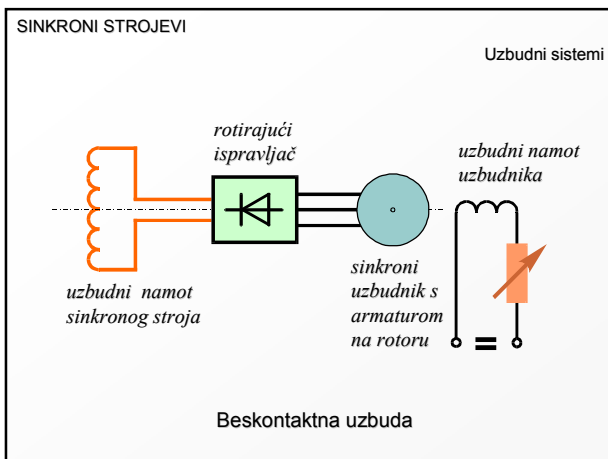 SINKRONI STROJEVI
Uzbudni sistemi
rotirajući
ispravljač
uzbudni namot
uzbudnika
uzbudni namot
sinkronog stroja
sinkroni
uzbudnik s
armaturom
na rotoru
Beskontaktna uzbuda